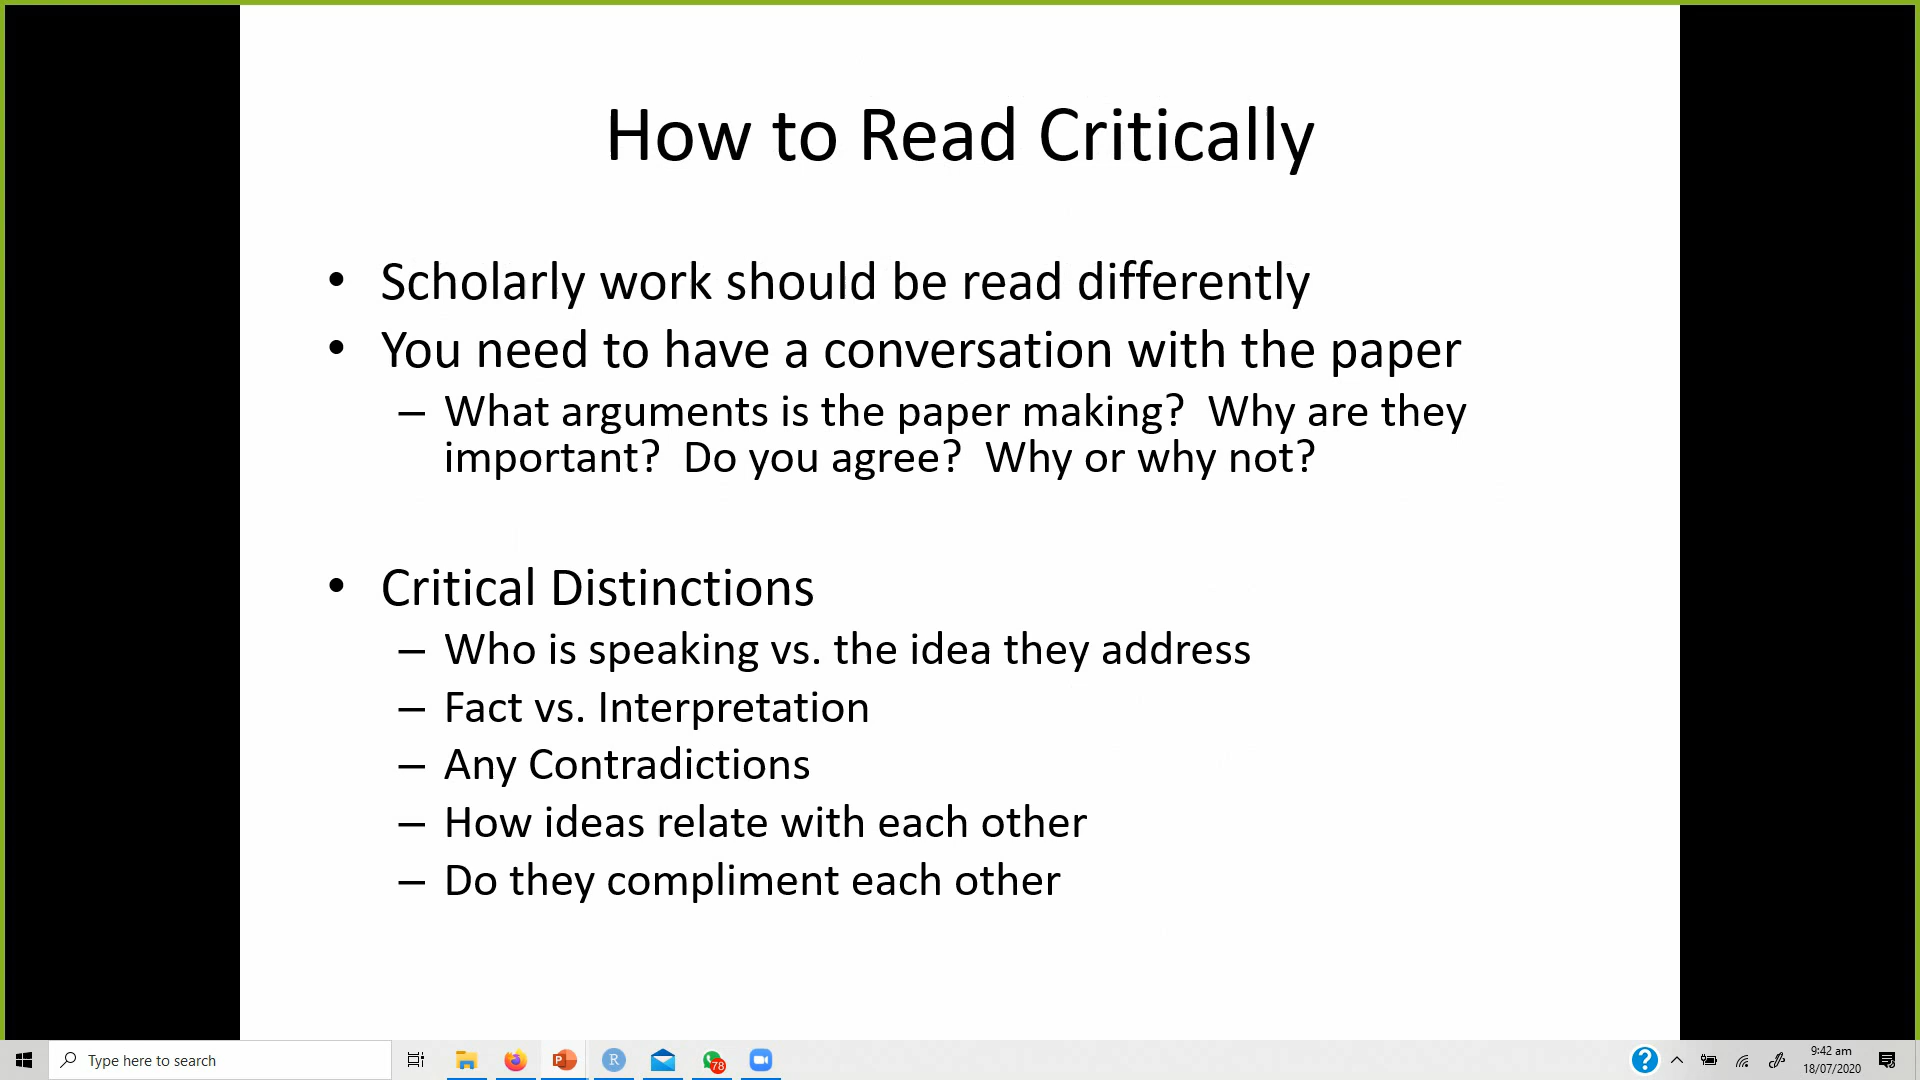 How to Read Critically
• Scholarly work should be read differently
• You need to have a conversation with the paper
– What arguments is the paper making?  Why are they
important?  Do you agree?  Why or why not?
• Critical Distinctions
– Who is speaking vs. the idea they address
– Fact vs. Interpretation
– Any Contradictions
– How ideas relate with each other
– Do they compliment each other
Type here to search
R
78
?
9:42 am
18/07/2020